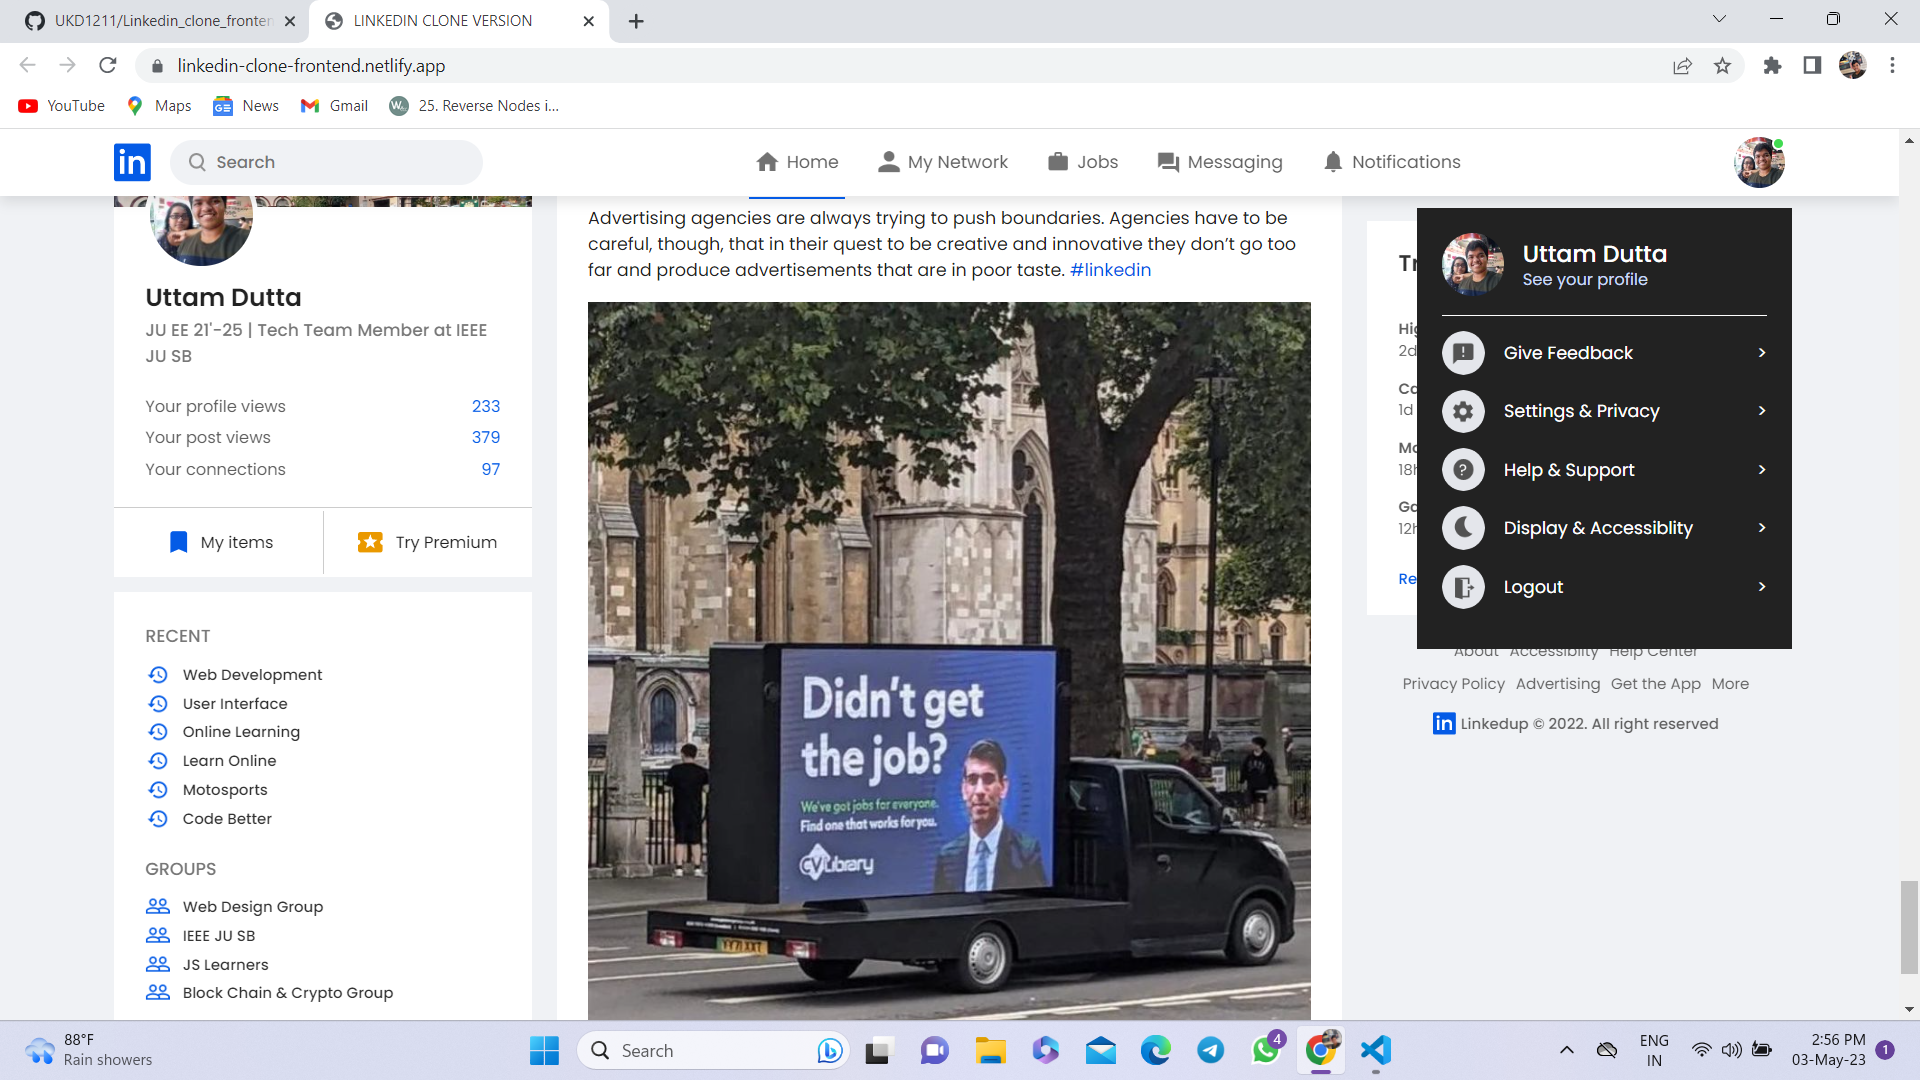 UKD1211/Linkedin_clone_fronten
LINKEDIN CLONE VERSION
linkedin-clone-frontend.netlify.app
YouTube
Maps
News
Gmail
25. Reverse Nodes i...
in
Search
Home
My Network
Jobs
Messaging
Notifications
Uttam Dutta
JU EE 21'-25 | Tech Team Member at IEEE
JU SB
Your profile views 233
Your post views 379
Your connections 97
My items
Try Premium
RECENT
Web Development
User Interface
Online Learning
Learn Online
Motosports
Code Better
GROUPS
Web Design Group
IEEE JU SB
JS Learners
Block Chain & Crypto Group
Advertising agencies are always trying to push boundaries. Agencies have to be
careful, though, that in their quest to be creative and innovative they don’t go too
far and produce advertisements that are in poor taste. #linkedin
Didn't get
the job?
We've got jobs for everyone.
Find one that works for you.
CVLibrary
Tr
Hig
2d
Ca
1d
Mo
18h
Ga
12h
Re
Uttam Dutta
See your profile
Give Feedback
Settings & Privacy
Help & Support
Display & Accessiblity
Logout
About Accessiblity Help Center
Privacy Policy Advertising Get the App More
in Linkedup © 2022. All right reserved
88°F
Rain showers
Search
4
ENG
IN
2:56 PM
03-May-23
1